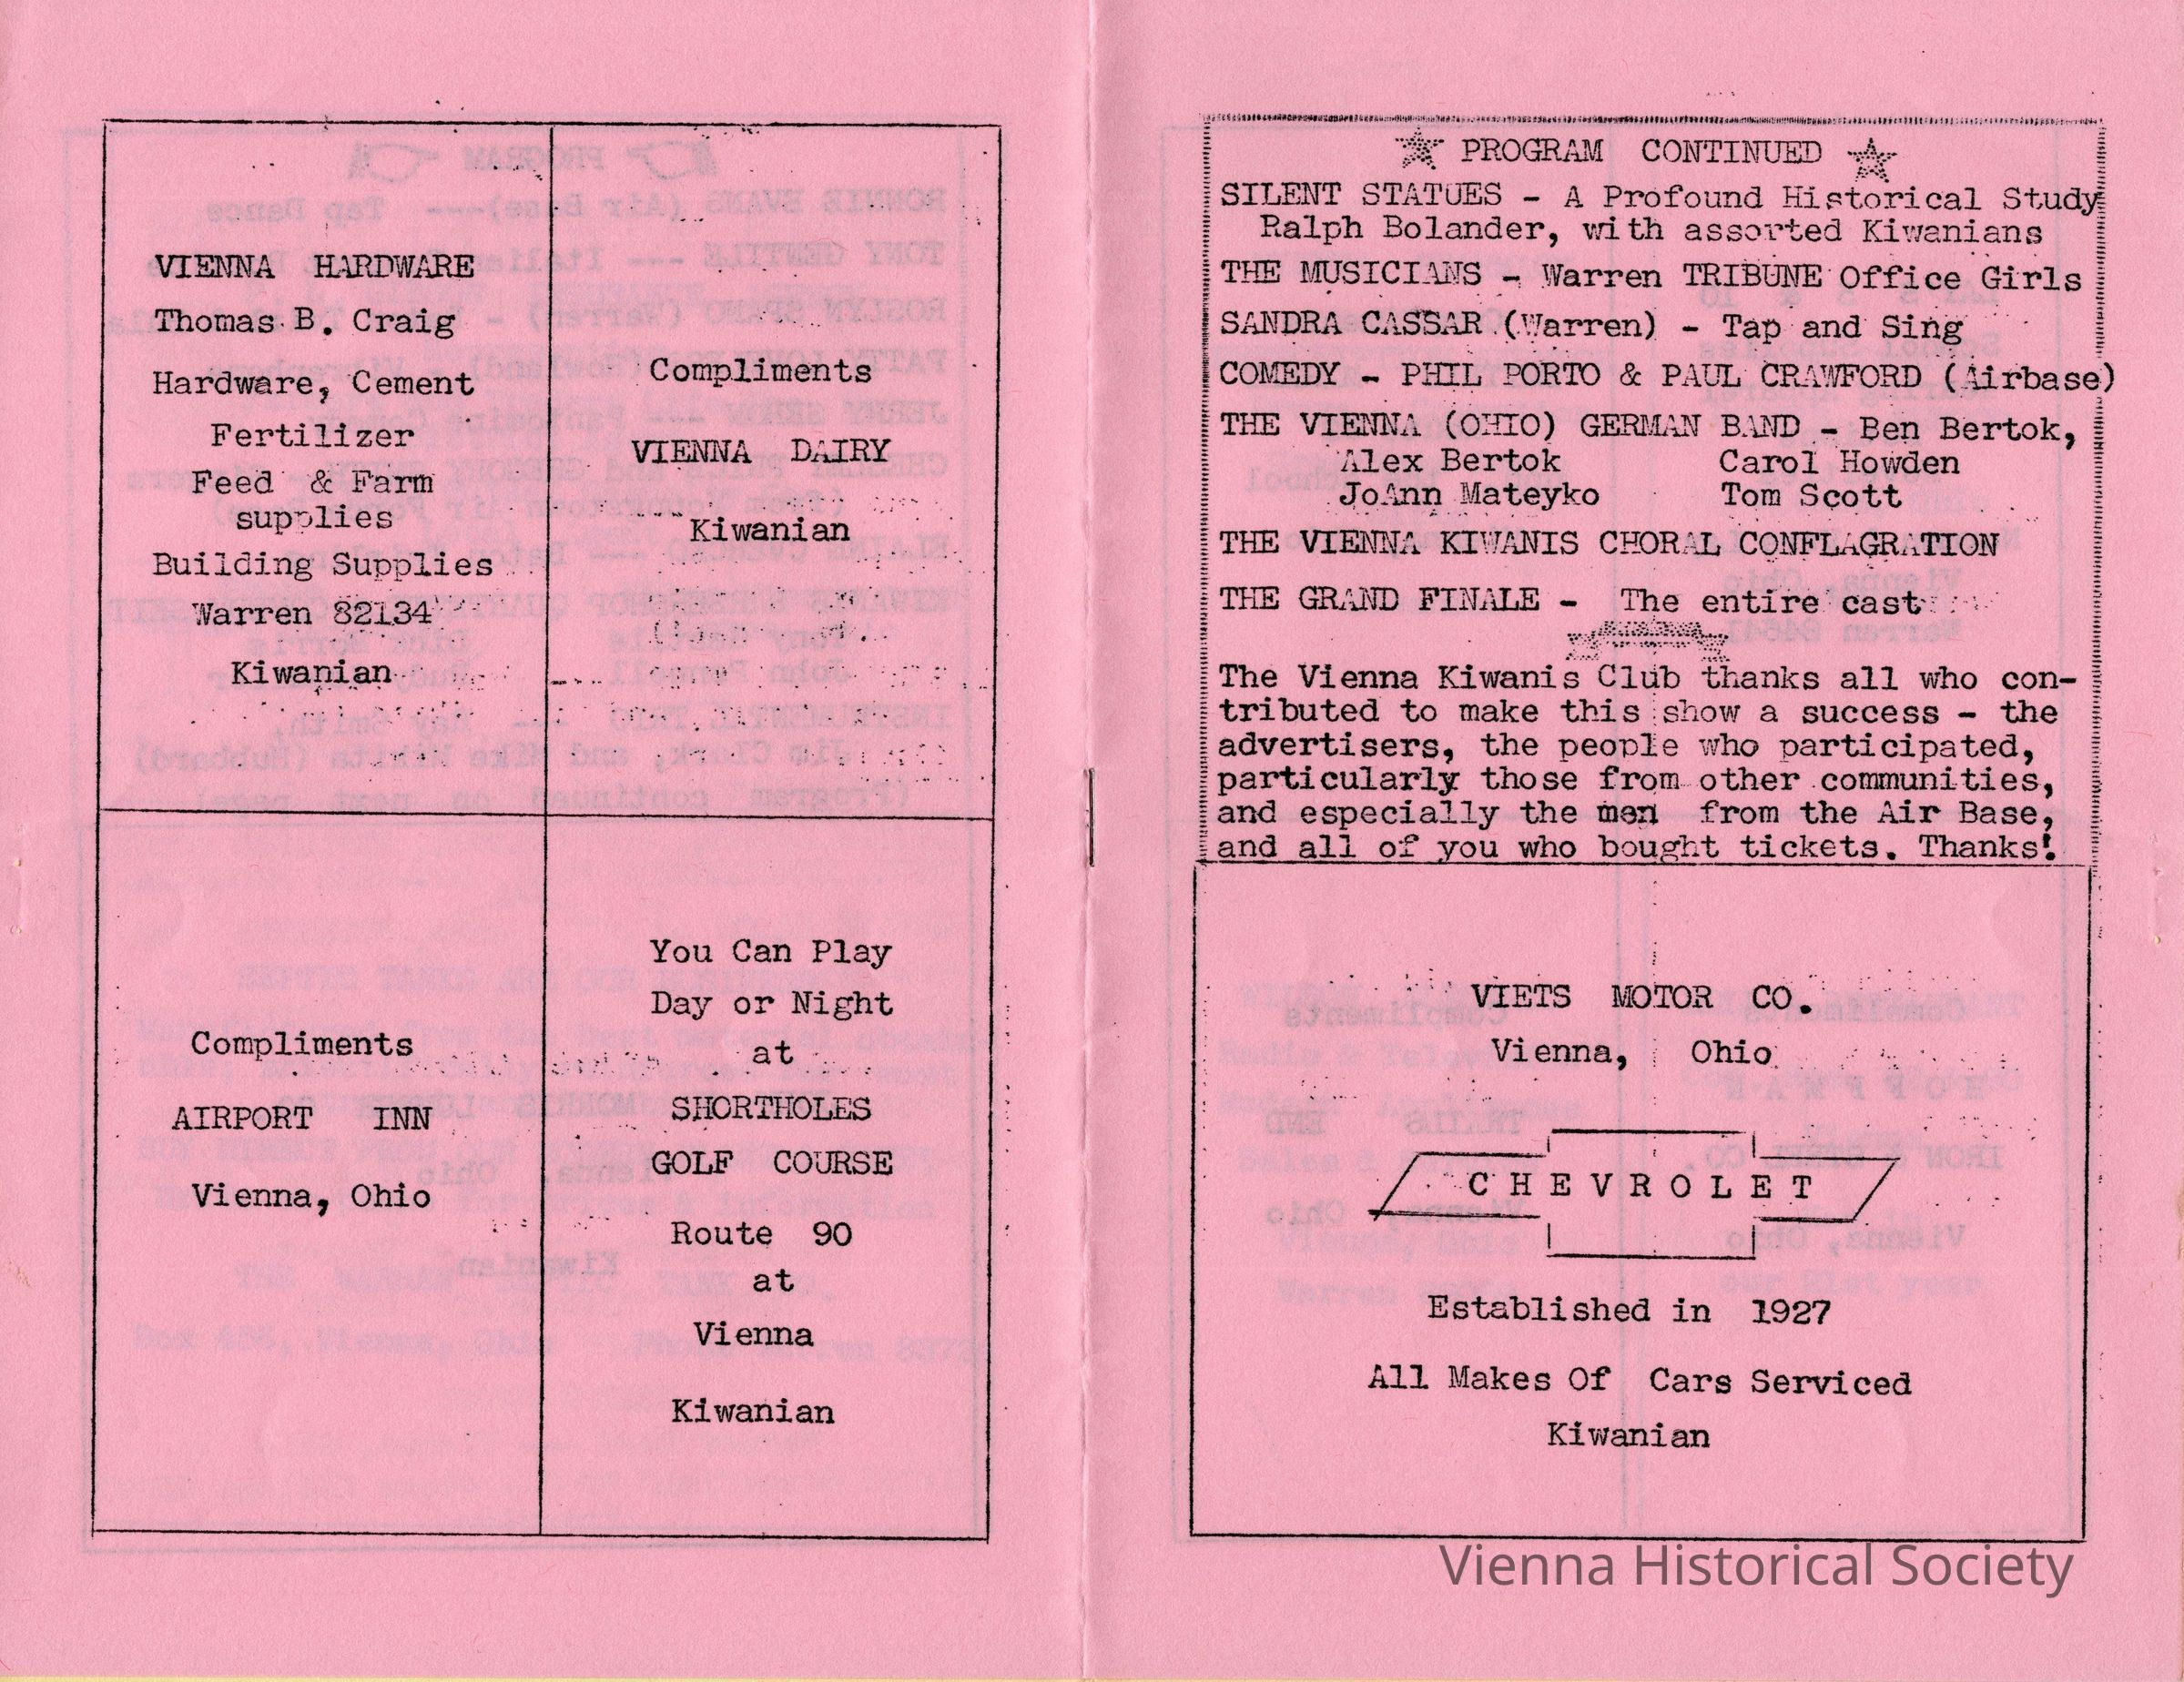 VIENNA HARDWARE
Thomas B. Craig
Hardware, Cement
Fertilizer
Feed & Farm
supplies
Building Supplies
Warren 82134
Kiwanian
Compliments
VIENNA DAIRY
Kiwanian
Compliments
AIRPORT INN
Vienna, Ohio
You Can Play
Day or Night
at
SHORTHOLES
GOLF COURSE
Route 90
at
Vienna
Kiwanian
PROGRAM CONTINUED
SILENT STATUES - A Profound Historical Study
Ralph Bolander, with assorted Kiwanians
THE MUSICIANS - Warren TRIBUNE Office Girls
SANDRA CASSAR (Warren) - Tap and Sing
COMEDY - PHIL PORTO & PAUL CRAWFORD (Airbase)
THE VIENNA (OHIO) GERMAN BAND - Ben Bertok,
Alex Bertok Carol Howden
JoAnn Mateyko Tom Scott
THE VIENNA KIWANIS CHORAL CONFLAGRATION
THE GRAND FINALE - The entire cast
The Vienna Kiwanis Club thanks all who con-
tributed to make this show a success - the
advertisers, the people who participated,
particularly those from other communities,
and especially the men from the Air Base,
and all of you who bought tickets. Thanks!
VIETS MOTOR CO.
Vienna, Ohio
CHEVROLET
Established in 1927
All Makes Of Cars Serviced
Kiwanian
Vienna Historical Society